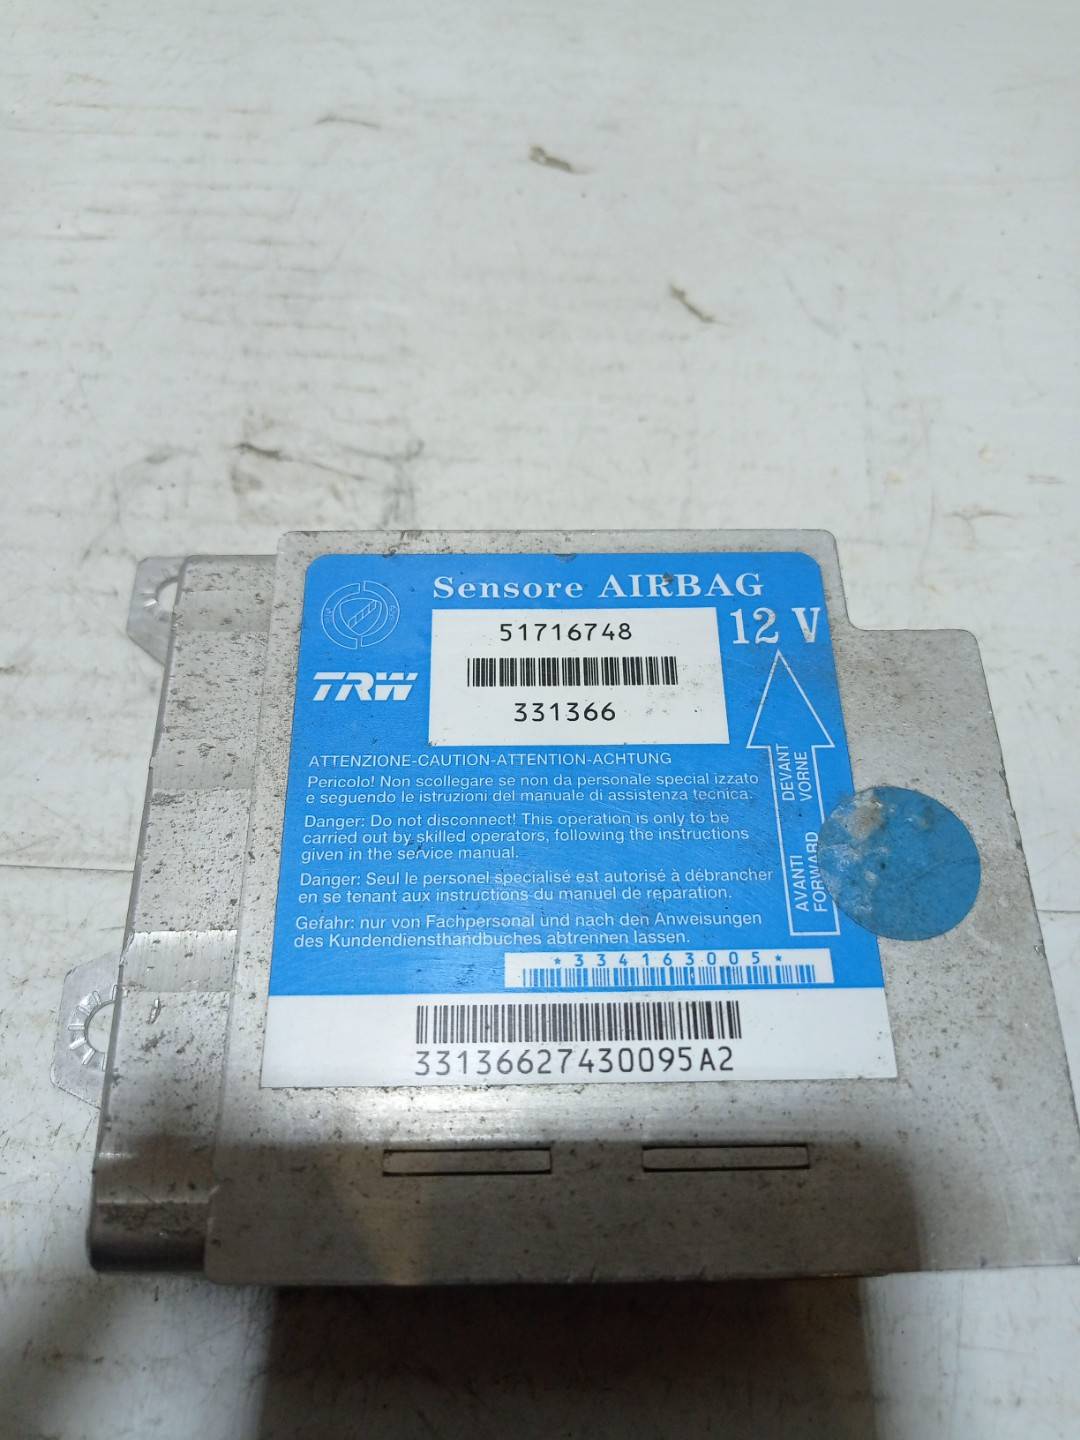 Sensore AIRBAG
12 V
51716748
331366
TRW
ATTENZIONE-CAUTION-ATTENTION-ACHTUNG
Pericolo! Non scollegare se non da personale special izzato
e seguendo le istruzioni del manuale di assistenza tecnica.
Danger: Do not disconnect! This operation is only to be
carried out by skilled operators, following the instructions
given in the service manual.
Danger: Seul le personel specialisé est autorisé à débrancher
en se tenant aux instructions du manuel de reparation.
Gefahr: nur von Fachpersonal und nach den Anweisungen
des Kundendiensthandbuches abtrennen lassen.
AVANTI DEVANT
FORWARD VORNE
*334163005*
33136627430095A2